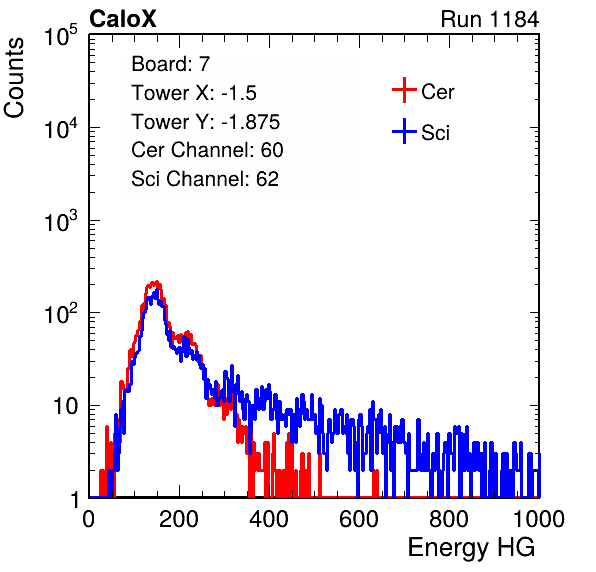 CaloX Run 1184
Counts
Board: 7
Tower X: -1.5
Tower Y: -1.875
Cer Channel: 60
Sci Channel: 62
Cer
Sci
10^5
10^4
10^3
10^2
10
1
0 200 400 600 800 1000
Energy HG